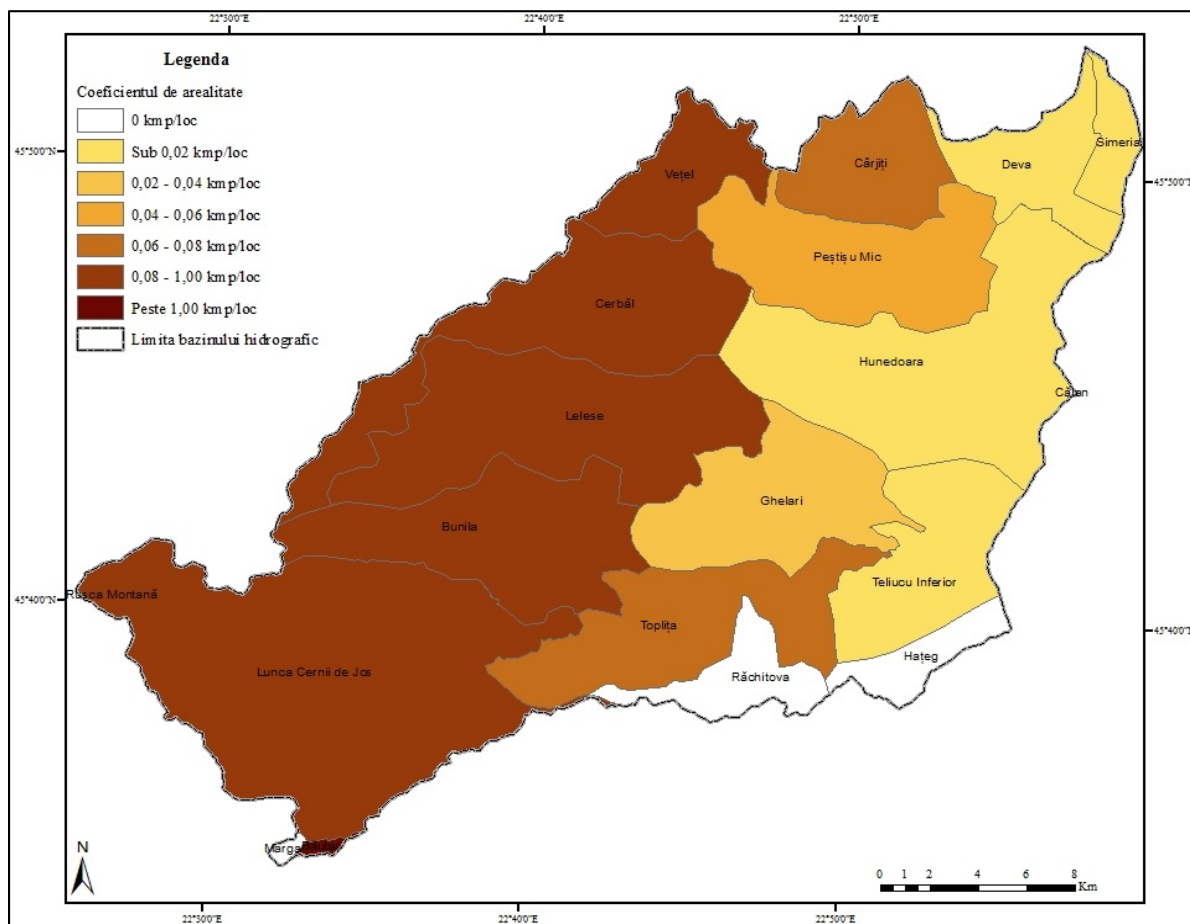 22°30'0"E 22°40'0"E 22°50'0"E
Legenda
Coeficientul de arealitate
0 kmp/loc
Sub 0,02 kmp/loc
0,02 - 0,04 kmp/loc
0,04 - 0,06 kmp/loc
0,06 - 0,08 kmp/loc
0,08 - 1,00 kmp/loc
Peste 1,00 kmp/loc
Limita bazinului hidrografic
45°50'0"N
45°50'0"N
Simeria
Deva
Cârjiți
Vețel
Peștișu Mic
Cerbăl
Hunedoara
Călan
Lelese
Ghelari
Bunila
Teliucu Inferior
Rusca Montană
45°40'0"N
45°40'0"N
Toplița
Hațeg
Lunca Cernii de Jos
Răchitova
Marga
N
0 1 2 4 6 8
Km
22°30'0"E 22°40'0"E 22°50'0"E